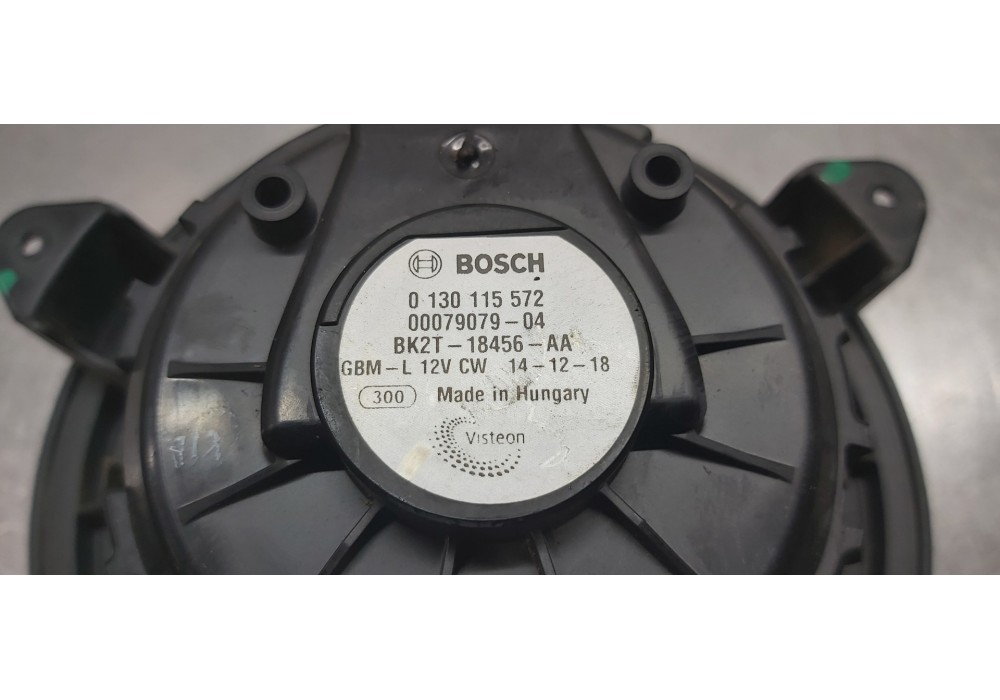 BOSCH
0 130 115 572
00079079-04
BK2T-18456-AA
GBM-L 12V CW 14-12-18
300 Made in Hungary
Visteon